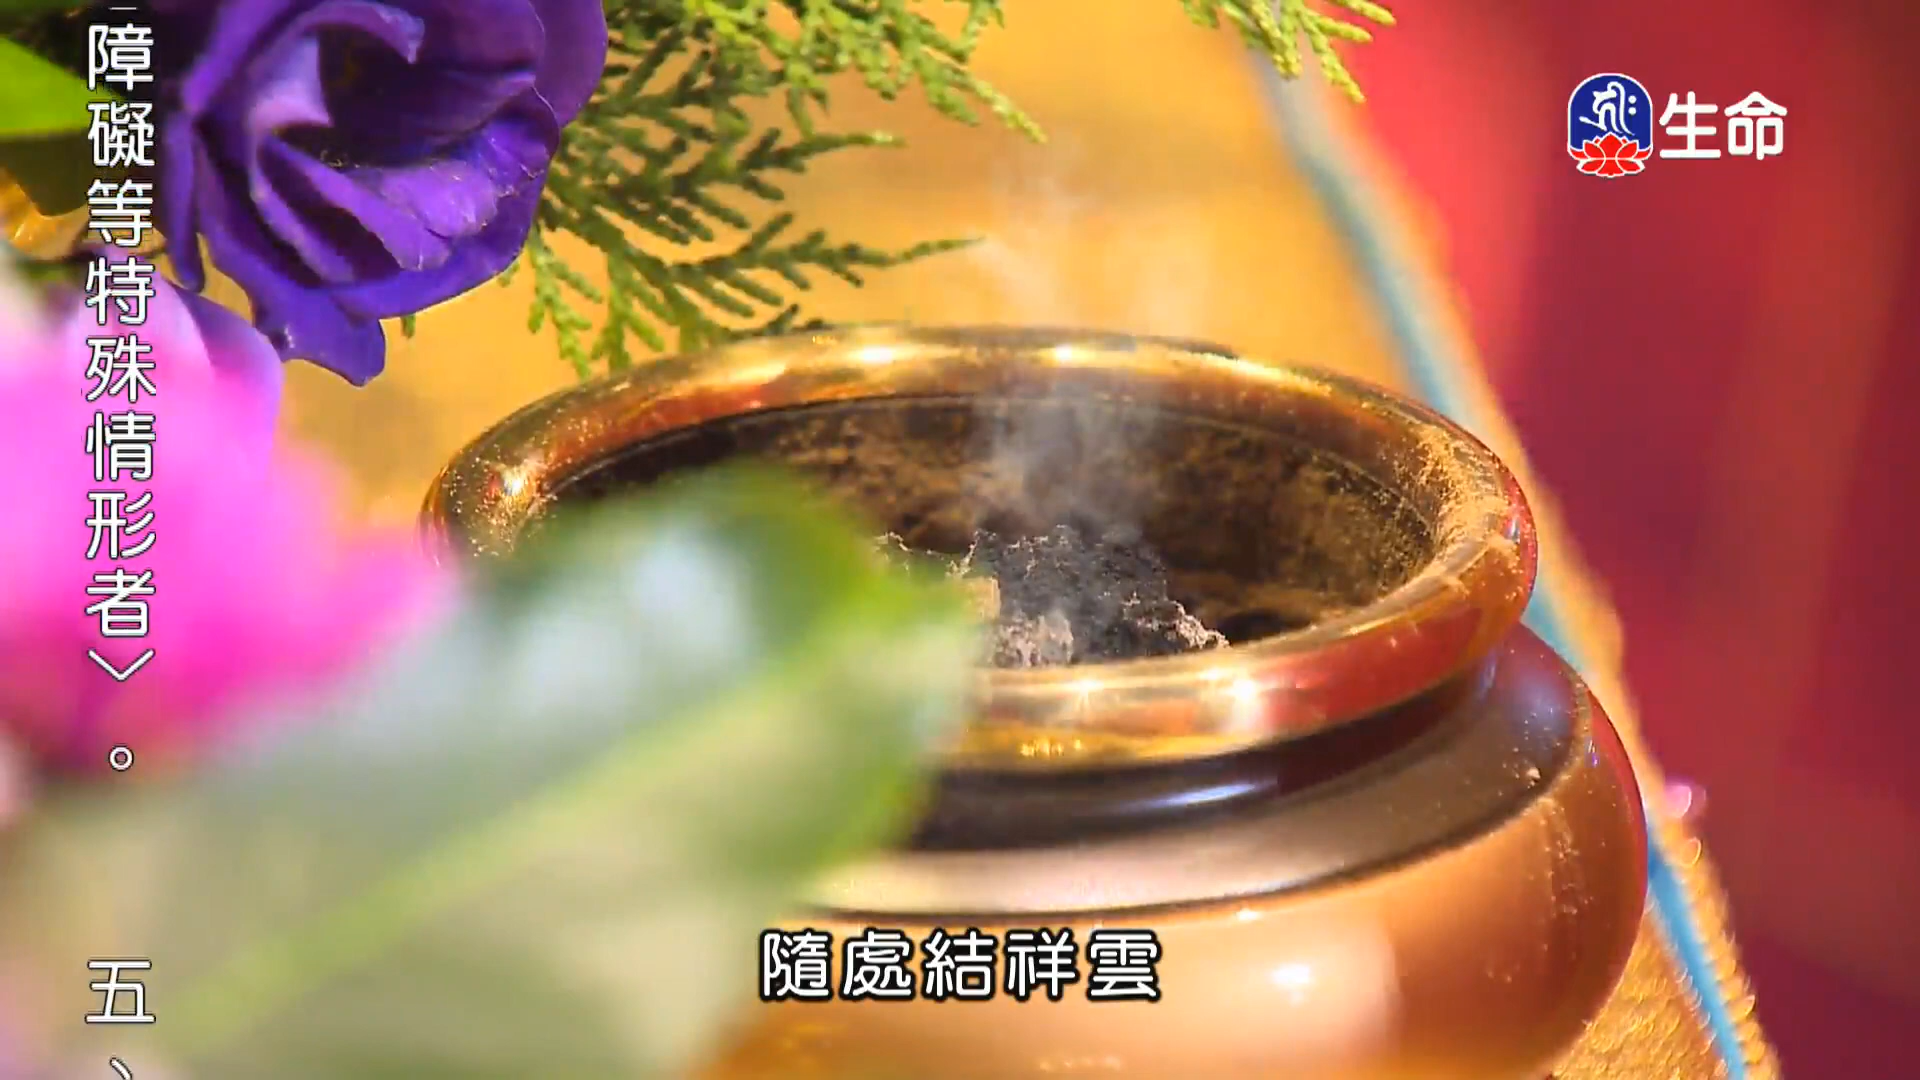 障礙等特殊情形者〉。 五、
生命
隨處結祥雲